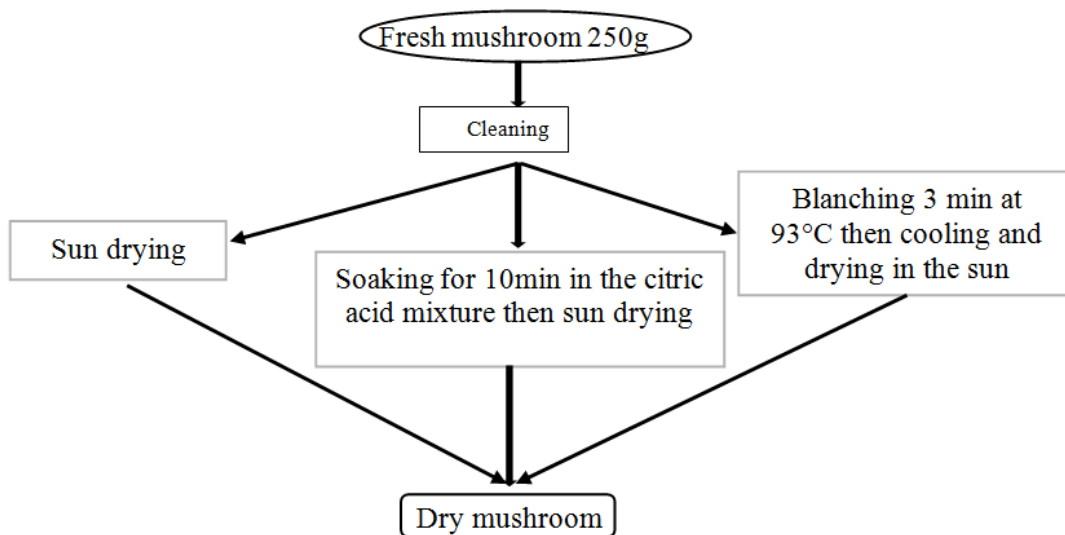 Fresh mushroom 250g
Cleaning
Sun drying
Soaking for 10min in the citric
acid mixture then sun drying
Blanching 3 min at
93°C then cooling and
drying in the sun
Dry mushroom